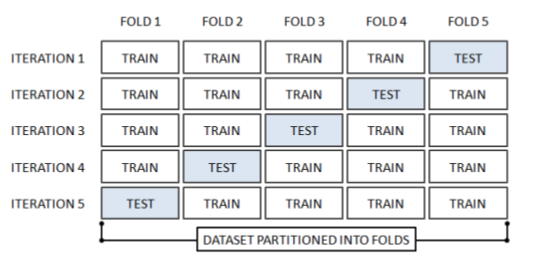 FOLD 1 FOLD 2 FOLD 3 FOLD 4 FOLD 5
ITERATION 1 TRAIN TRAIN TRAIN TRAIN TEST
ITERATION 2 TRAIN TRAIN TRAIN TEST TRAIN
ITERATION 3 TRAIN TRAIN TEST TRAIN TRAIN
ITERATION 4 TRAIN TEST TRAIN TRAIN TRAIN
ITERATION 5 TEST TRAIN TRAIN TRAIN TRAIN
DATASET PARTITIONED INTO FOLDS